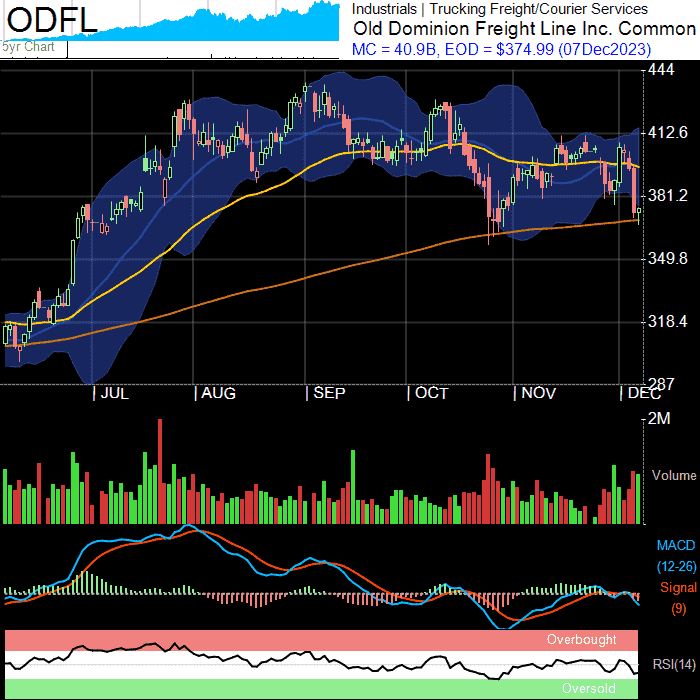 ODFL
5yr Chart
Industrials | Trucking Freight/Courier Services
Old Dominion Freight Line Inc. Common
MC = 40.9B, EOD = $374.99 (07Dec2023)
444
412.6
381.2
349.8
318.4
287
JUL AUG SEP OCT NOV DEC
2M
Volume
MACD
(12-26)
Signal
(9)
Overbought
RSI(14)
Oversold